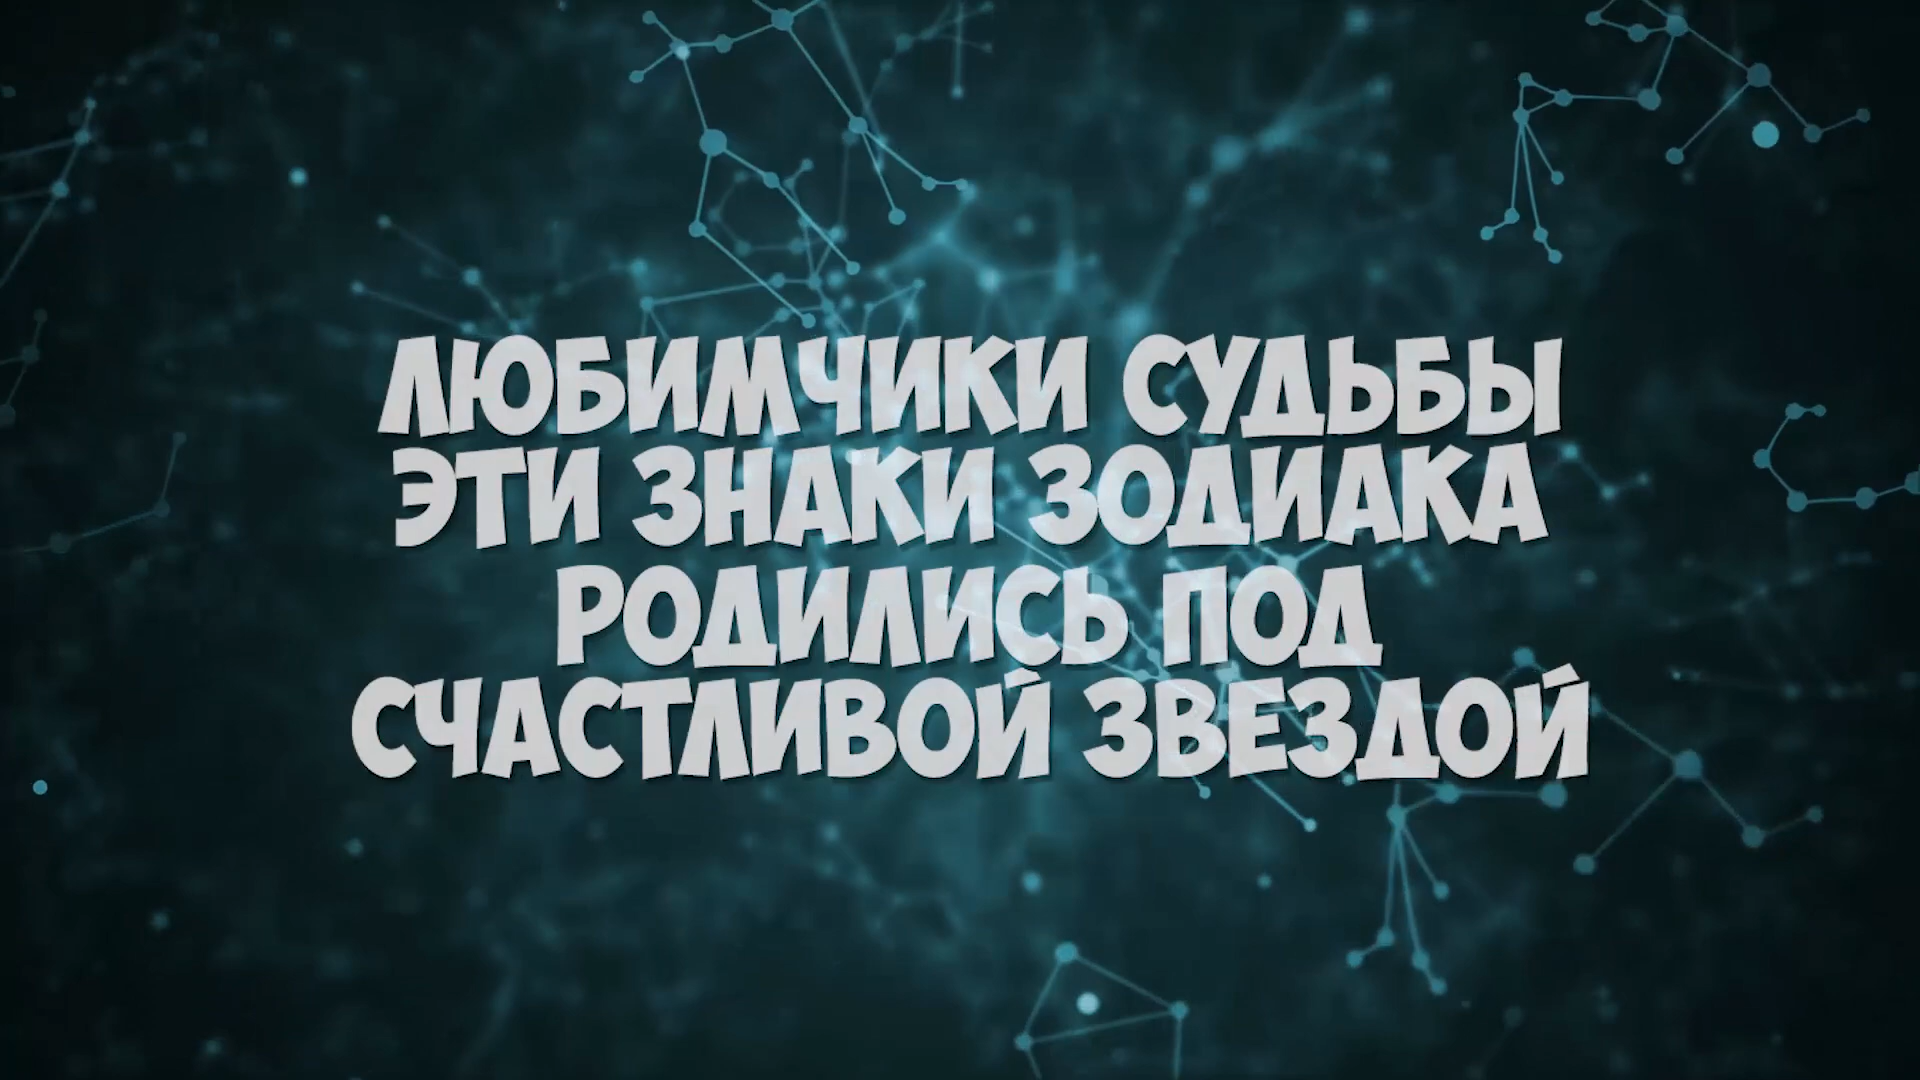 ЛЮБИМЧИКИ СУДЬБЫ
ЭТИ ЗНАКИ ЗОДИАКА
РОДИЛИСЬ ПОД
СЧАСТЛИВОЙ ЗВЕЗДОЙ